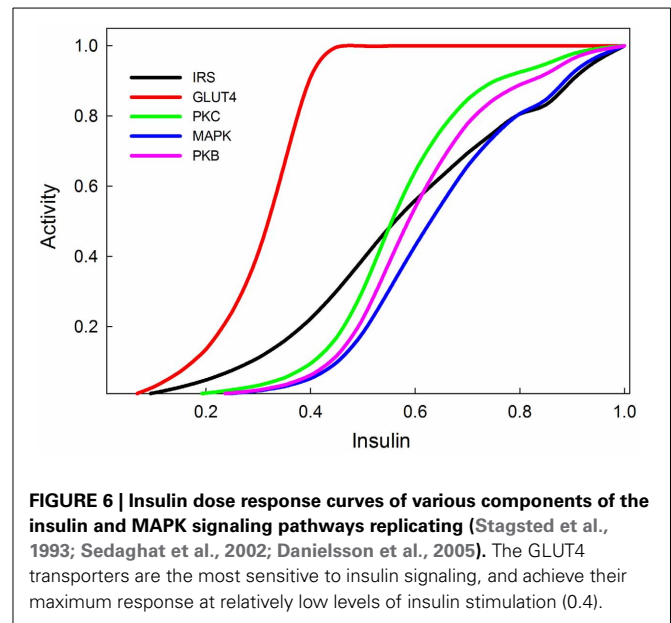 1.0
0.8
0.6
0.4
0.2
Activity
IRS
GLUT4
PKC
MAPK
PKB
0.2 0.4 0.6 0.8 1.0
Insulin
FIGURE 6 | Insulin dose response curves of various components of the
insulin and MAPK signaling pathways replicating (Stagsted et al.,
1993; Sedaghat et al., 2002; Danielsson et al., 2005). The GLUT4
transporters are the most sensitive to insulin signaling, and achieve their
maximum response at relatively low levels of insulin stimulation (0.4).